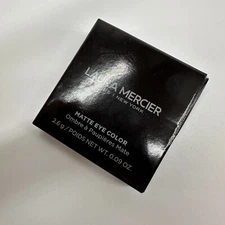 LAURA MERCIER
NEW YORK
MATTE EYE COLOR
Ombre à Paupières Mate
2.6 g / POIDS NET WT. 0.09 OZ.